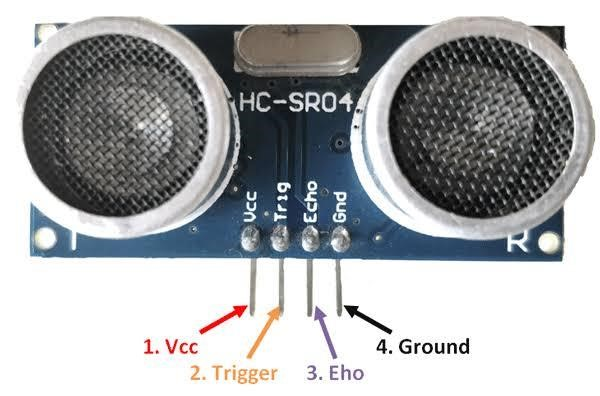 HC-SR04
Vcc
Trig
Echo
Gnd
T
R
1. Vcc
4. Ground
2. Trigger
3. Eho